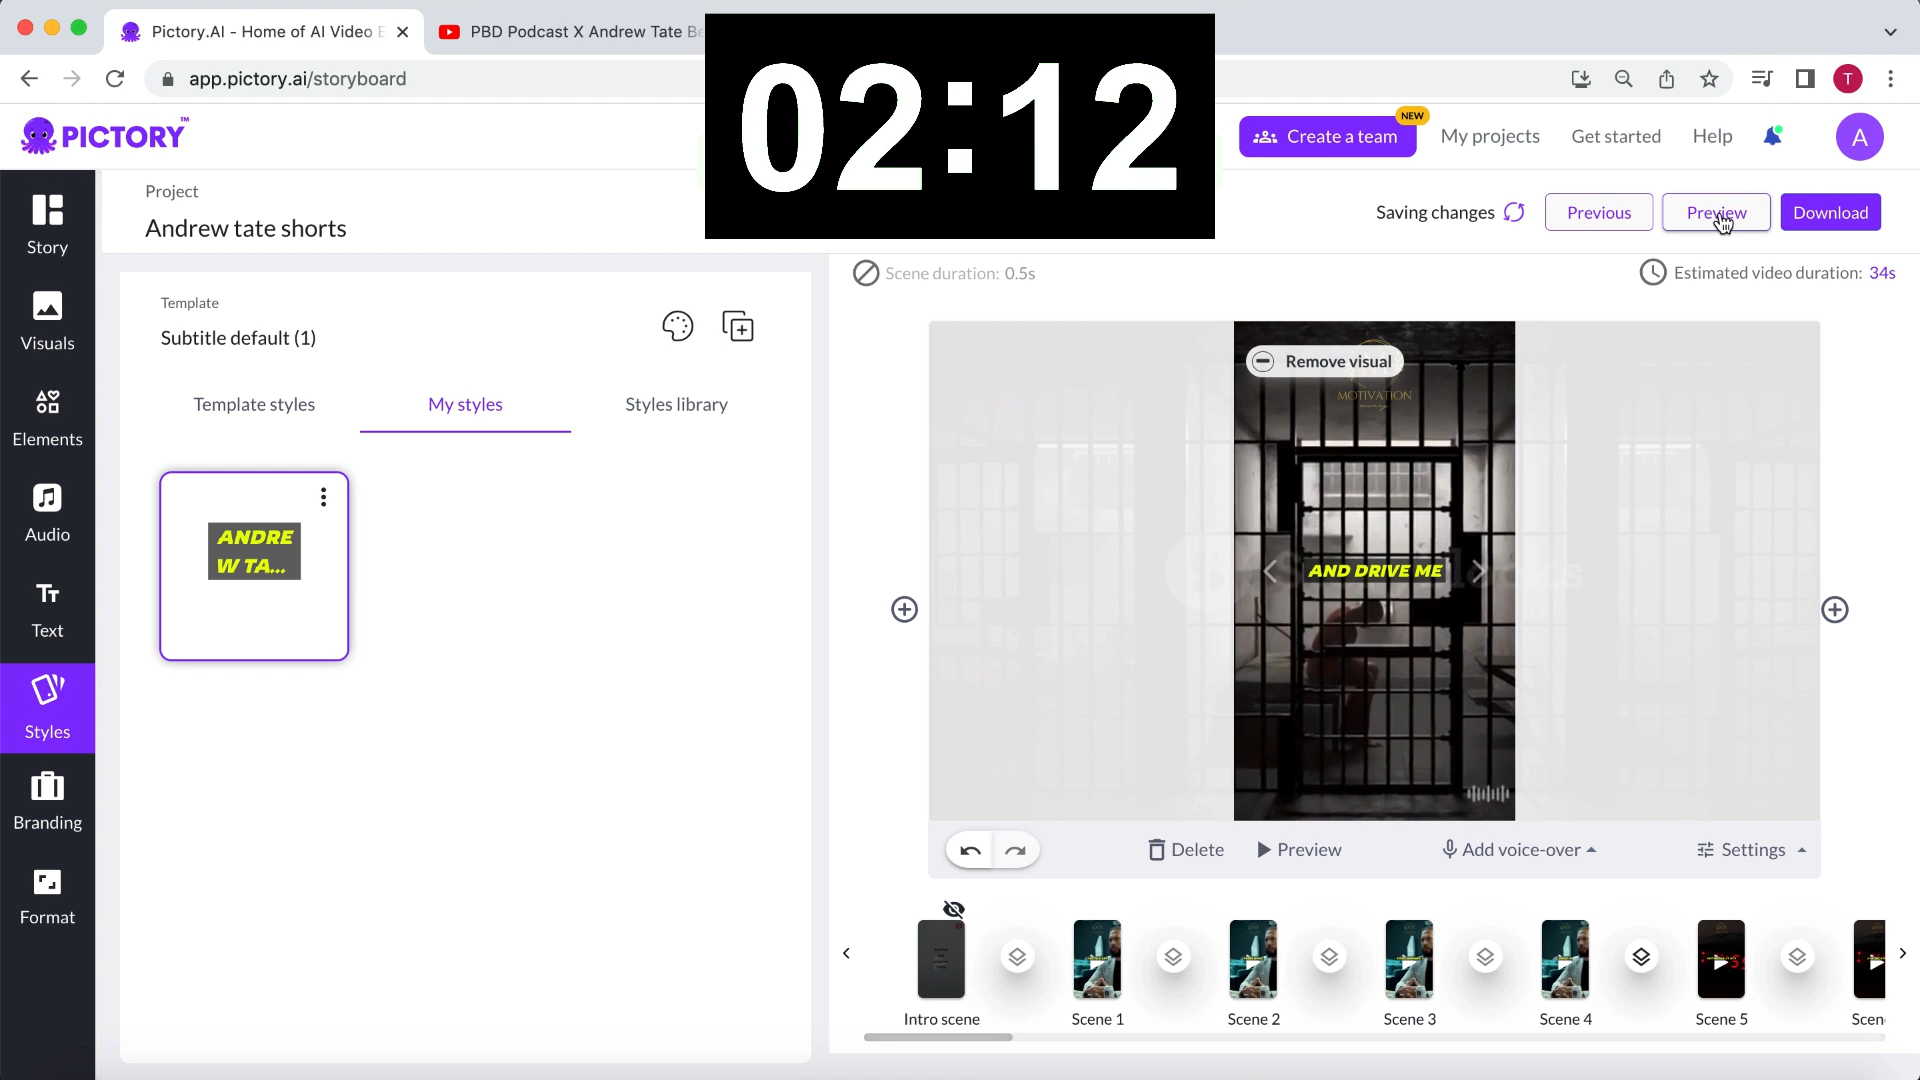 Pictory.AI - Home of AI Video E
PBD Podcast X Andrew Tate Be
02:12
app.pictory.ai/storyboard
T
PICTORY™
NEW
Create a team
My projects
Get started
Help
A
Project
Andrew tate shorts
Saving changes
Previous
Preview
Download
Story
Visuals
Elements
Audio
Text
Styles
Branding
Format
Template
Subtitle default (1)
Template styles
My styles
Styles library
ANDRE
W TA...
Scene duration: 0.5s
Estimated video duration: 34s
Remove visual
MOTIVATION
AND DRIVE ME
Delete
Preview
Add voice-over
Settings
Intro scene
Scene 1
Scene 2
Scene 3
Scene 4
Scene 5
Scen